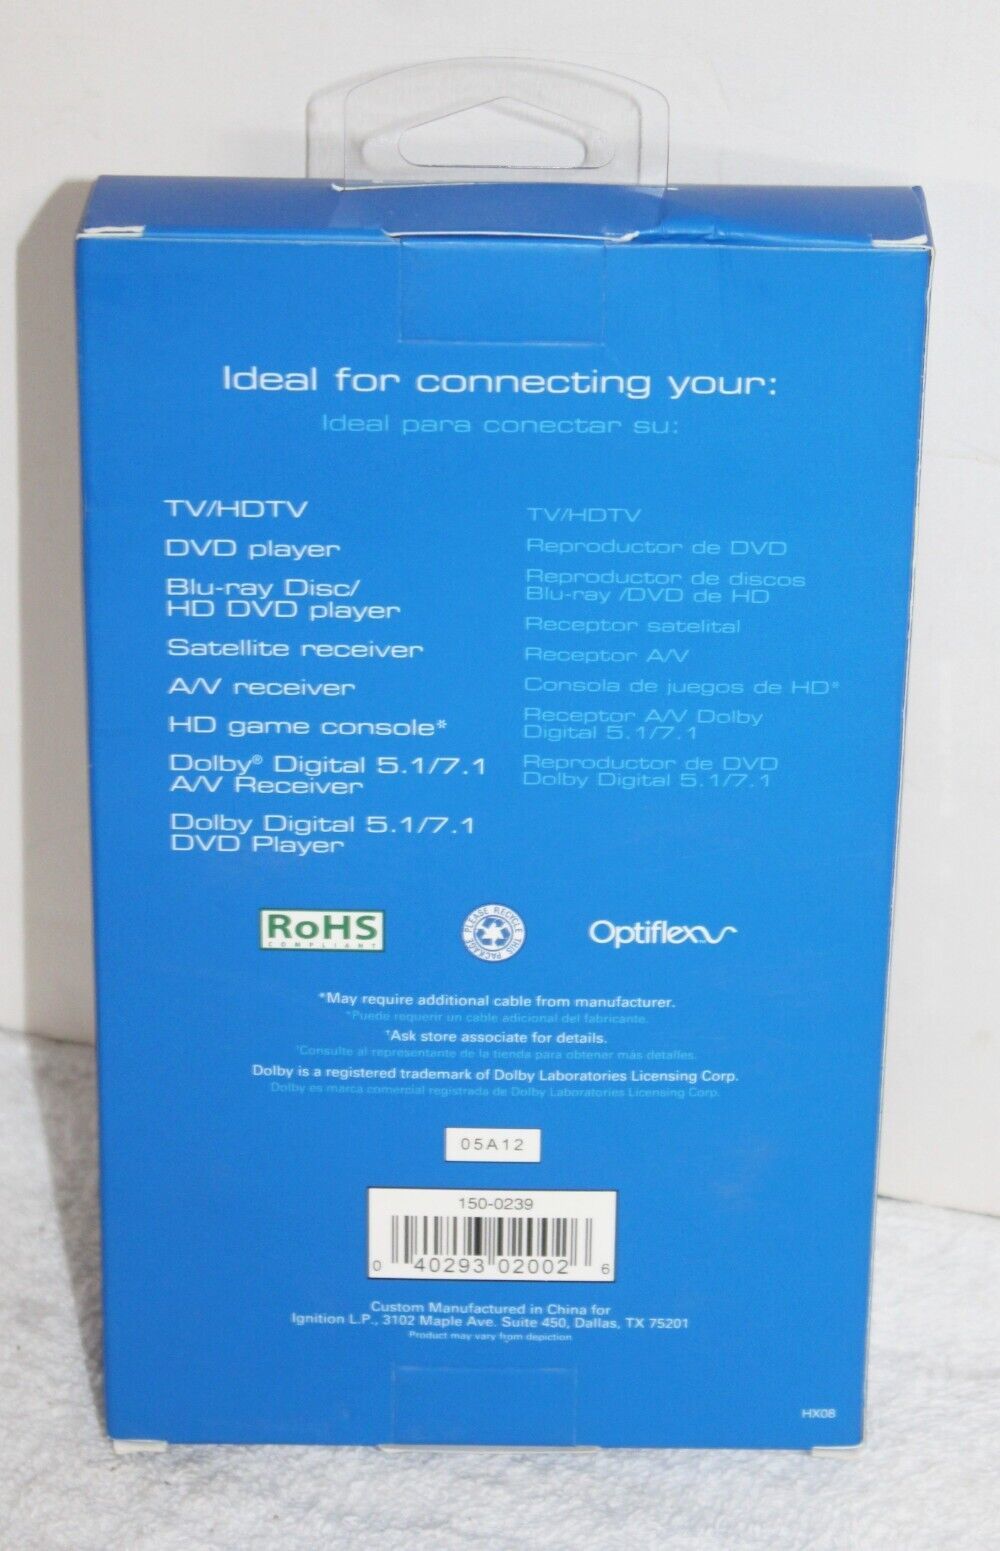 Ideal for connecting your:
Ideal para conectar su:
TV/HDTV
DVD player
Blu-ray Disc/
HD DVD player
Satellite receiver
A/V receiver
HD game console*
Dolby® Digital 5.1/7.1
A/V Receiver
Dolby Digital 5.1/7.1
DVD Player
TV/HDTV
Reproductor de DVD
Reproductor de discos
Blu-ray /DVD de HD
Receptor satelital
Receptor A/V
Consola de juegos de HD*
Receptor A/V Dolby
Digital 5.1/7.1
Reproductor de DVD
Dolby Digital 5.1/7.1
RoHS
COMPLIANT
PLEASE RECYCLE THIS PACKAGE
Optiflex
*May require additional cable from manufacturer.
*Puede requerir un cable adicional del fabricante.
†Ask store associate for details.
†Consulte al representante de la tienda para obtener más detalles.
Dolby is a registered trademark of Dolby Laboratories Licensing Corp.
Dolby es marca comercial registrada de Dolby Laboratories Licensing Corp.
05A12
150-0239
0 40293 02002 6
Custom Manufactured in China for
Ignition L.P., 3102 Maple Ave. Suite 450, Dallas, TX 75201
Product may vary from depiction
HX08